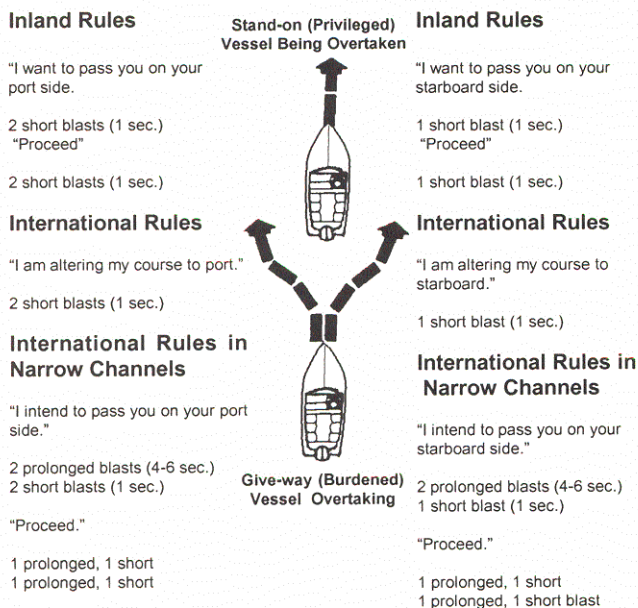 Inland Rules
“I want to pass you on your
port side.
2 short blasts (1 sec.)
“Proceed”
2 short blasts (1 sec.)
International Rules
“I am altering my course to port.”
2 short blasts (1 sec.)
International Rules in
Narrow Channels
“I intend to pass you on your port
side.”
2 prolonged blasts (4-6 sec.)
2 short blasts (1 sec.)
“Proceed.”
1 prolonged, 1 short
1 prolonged, 1 short
Stand-on (Privileged)
Vessel Being Overtaken
Give-way (Burdened)
Vessel Overtaking
Inland Rules
“I want to pass you on your
starboard side.
1 short blast (1 sec.)
“Proceed”
1 short blast (1 sec.)
International Rules
“I am altering my course to
starboard.”
1 short blast (1 sec.)
International Rules in
Narrow Channels
“I intend to pass you on your
starboard side.”
2 prolonged blasts (4-6 sec.)
1 short blast (1 sec.)
“Proceed.”
1 prolonged, 1 short
1 prolonged, 1 short blast